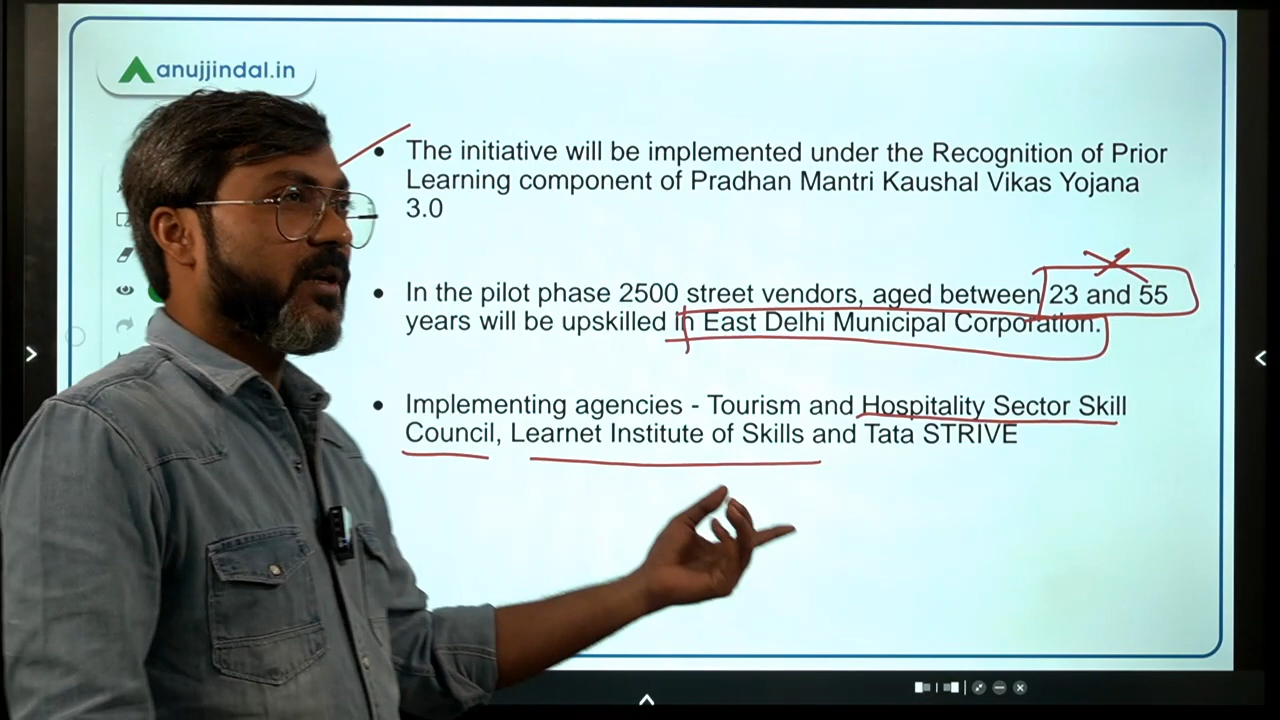 anujjindal.in
• The initiative will be implemented under the Recognition of Prior
Learning component of Pradhan Mantri Kaushal Vikas Yojana
3.0
• In the pilot phase 2500 street vendors, aged between 23 and 55
years will be upskilled in East Delhi Municipal Corporation.
• Implementing agencies - Tourism and Hospitality Sector Skill
Council, Learnet Institute of Skills and Tata STRIVE